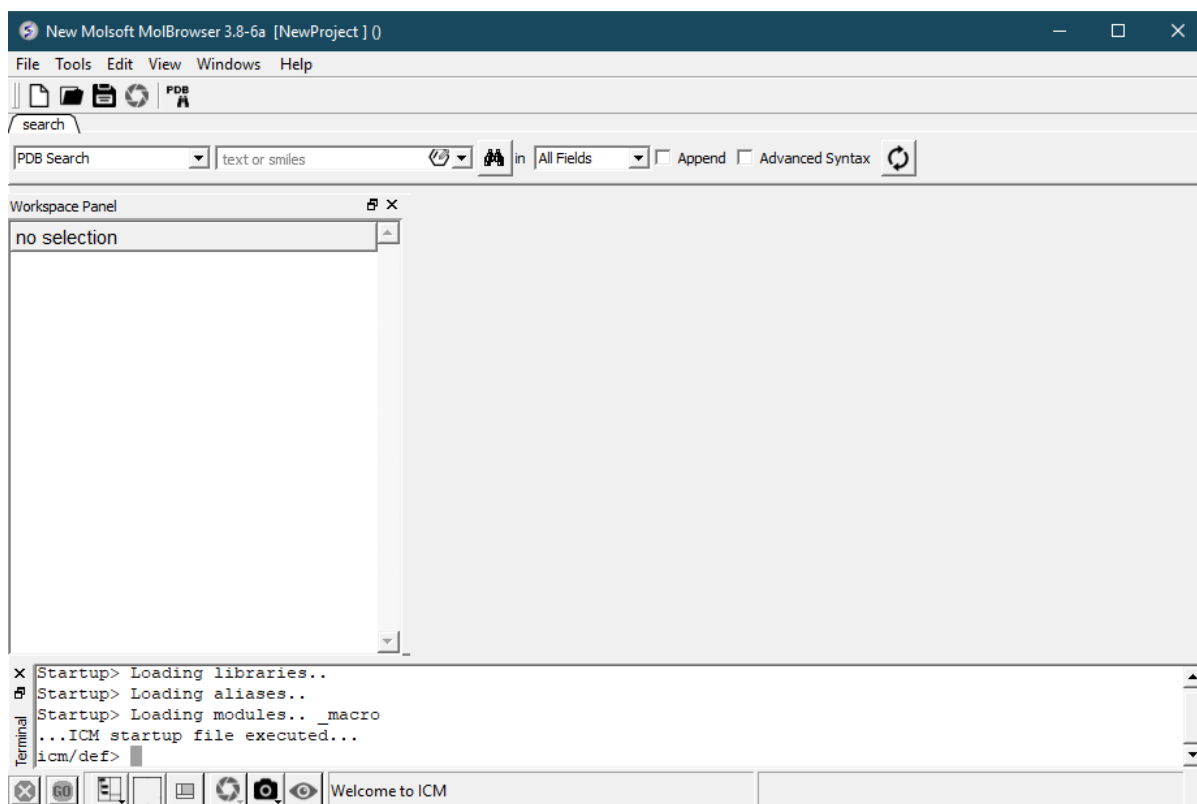 New Molsoft MolBrowser 3.8-6a [NewProject ] ()
File Tools Edit View Windows Help
PDB
search
PDB Search text or smiles in All Fields Append Advanced Syntax
Workspace Panel
no selection
Startup> Loading libraries..
Startup> Loading aliases..
Startup> Loading modules.. _macro
...ICM startup file executed...
icm/def>
Terminal
GO Welcome to ICM